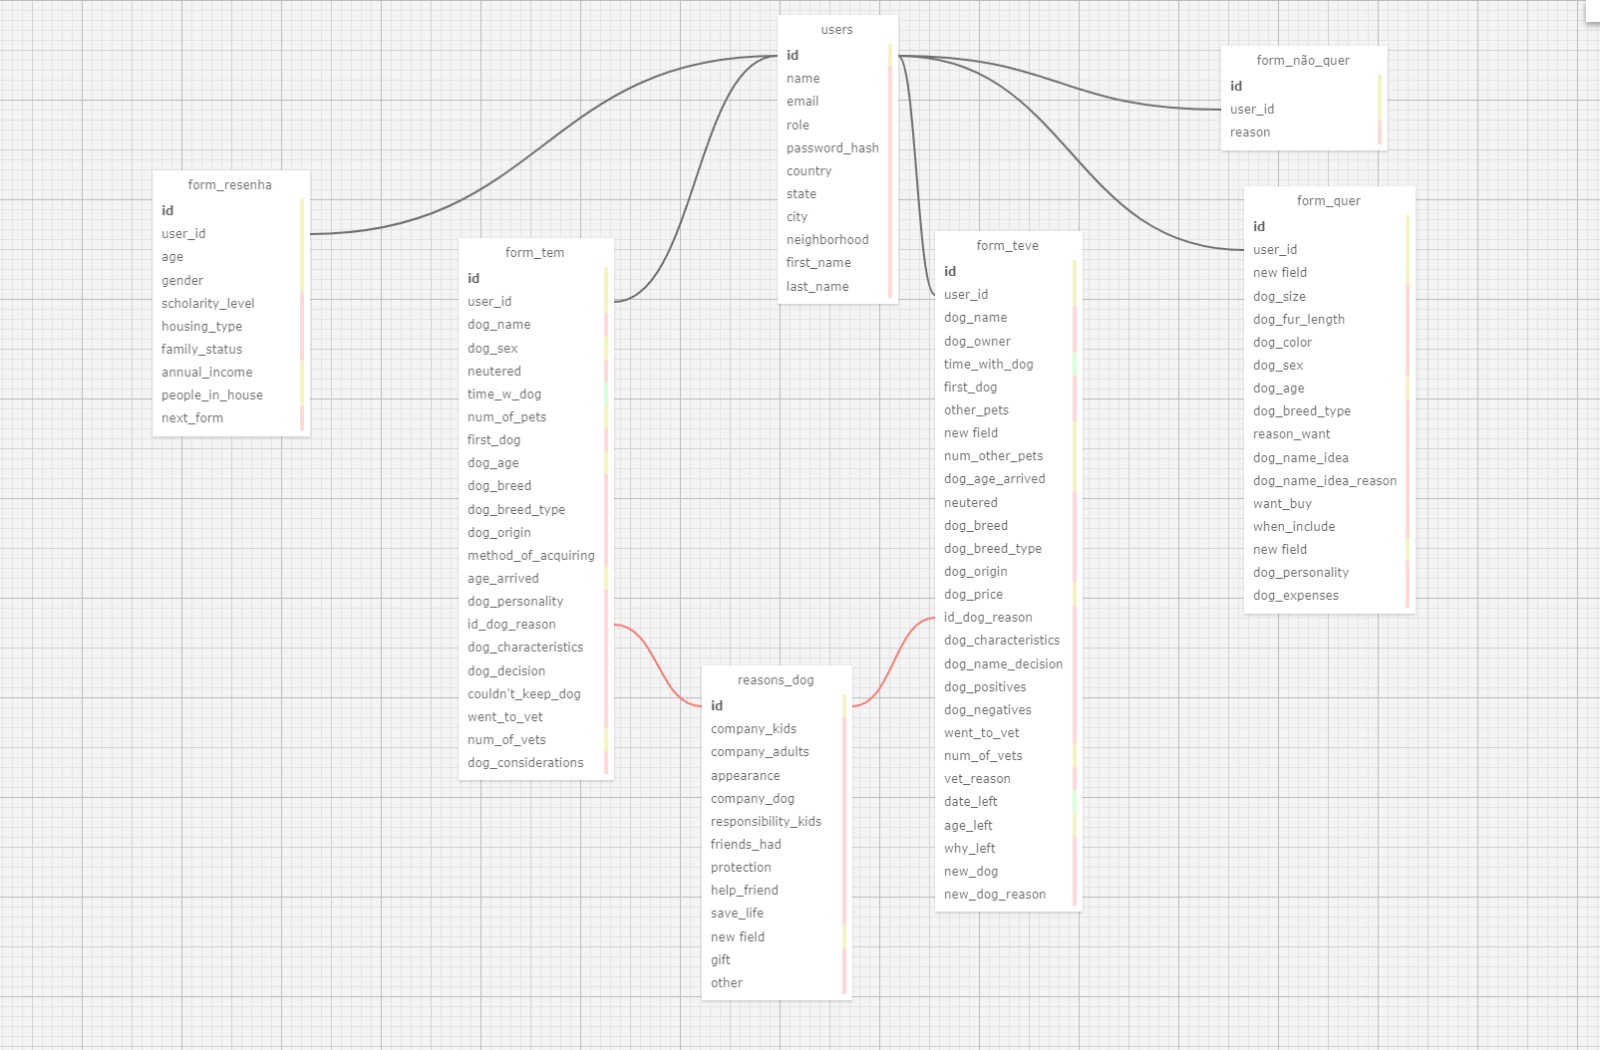 users
id
name
email
role
password_hash
country
state
city
neighborhood
first_name
last_name
form_não_quer
id
user_id
reason
form_resenha
id
user_id
age
gender
scholarity_level
housing_type
family_status
annual_income
people_in_house
next_form
form_tem
id
user_id
dog_name
dog_sex
neutered
time_w_dog
num_of_pets
first_dog
dog_age
dog_breed
dog_breed_type
dog_origin
method_of_acquiring
age_arrived
dog_personality
id_dog_reason
dog_characteristics
dog_decision
couldn't_keep_dog
went_to_vet
num_of_vets
dog_considerations
form_teve
id
user_id
dog_name
dog_owner
time_with_dog
first_dog
other_pets
new field
num_other_pets
dog_age_arrived
neutered
dog_breed
dog_breed_type
dog_origin
dog_price
id_dog_reason
dog_characteristics
dog_name_decision
dog_positives
dog_negatives
went_to_vet
num_of_vets
vet_reason
date_left
age_left
why_left
new_dog
new_dog_reason
form_quer
id
user_id
new field
dog_size
dog_fur_length
dog_color
dog_sex
dog_age
dog_breed_type
reason_want
dog_name_idea
dog_name_idea_reason
want_buy
when_include
new field
dog_personality
dog_expenses
reasons_dog
id
company_kids
company_adults
appearance
company_dog
responsibility_kids
friends_had
protection
help_friend
save_life
new field
gift
other